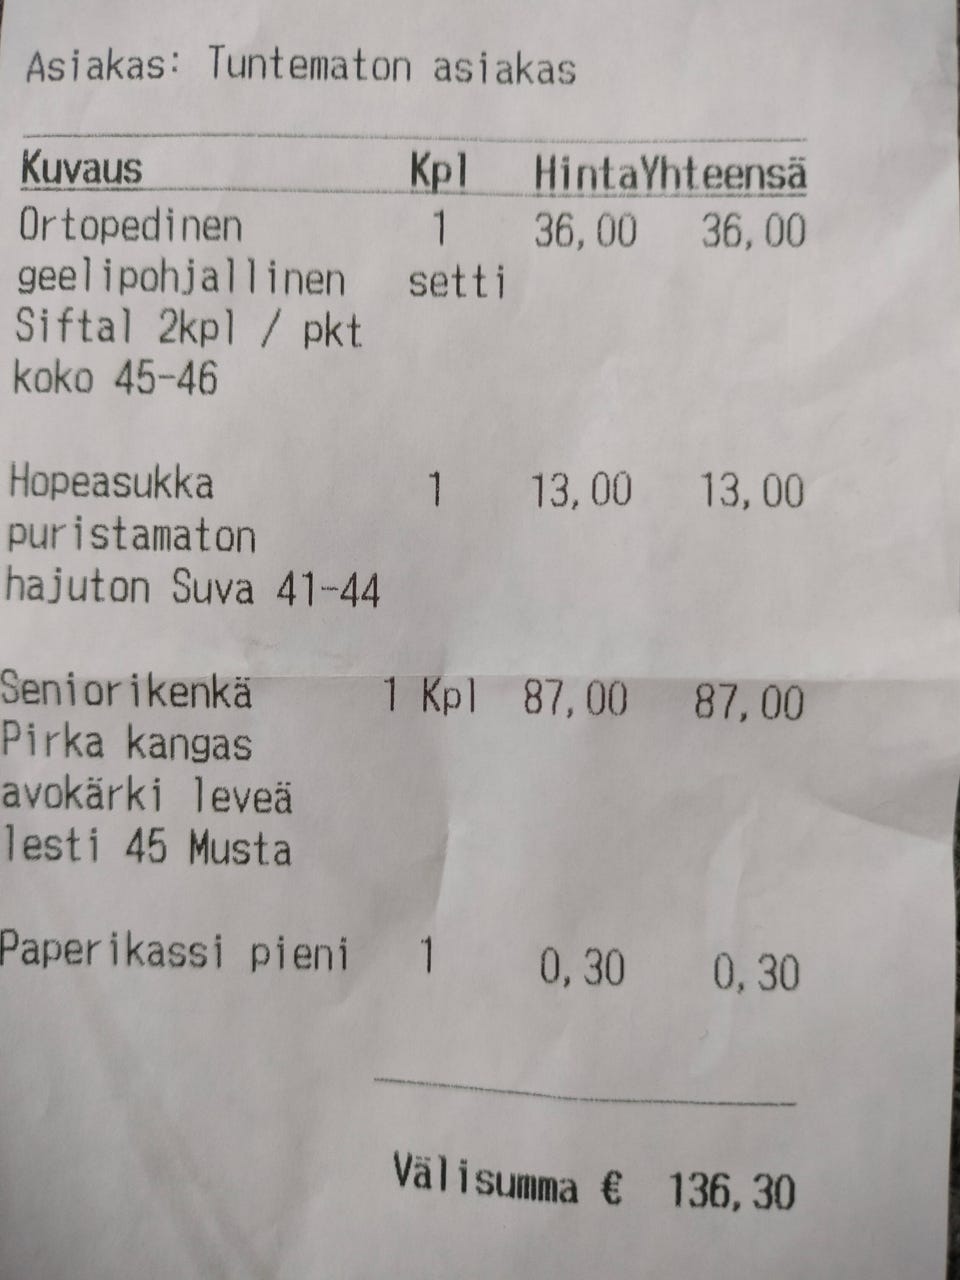 Asiakas: Tuntematon asiakas
Kuvaus Kpl HintaYhteensä
Ortopedinen 1 36,00 36,00
geelipohjallinen setti
Siftal 2kpl / pkt
koko 45-46
Hopeasukka 1 13,00 13,00
puristamaton
hajuton Suva 41-44
Seniorikenkä 1 Kpl 87,00 87,00
Pirka kangas
avokärki leveä
lesti 45 Musta
Paperikassi pieni 1 0,30 0,30
Välisumma € 136,30